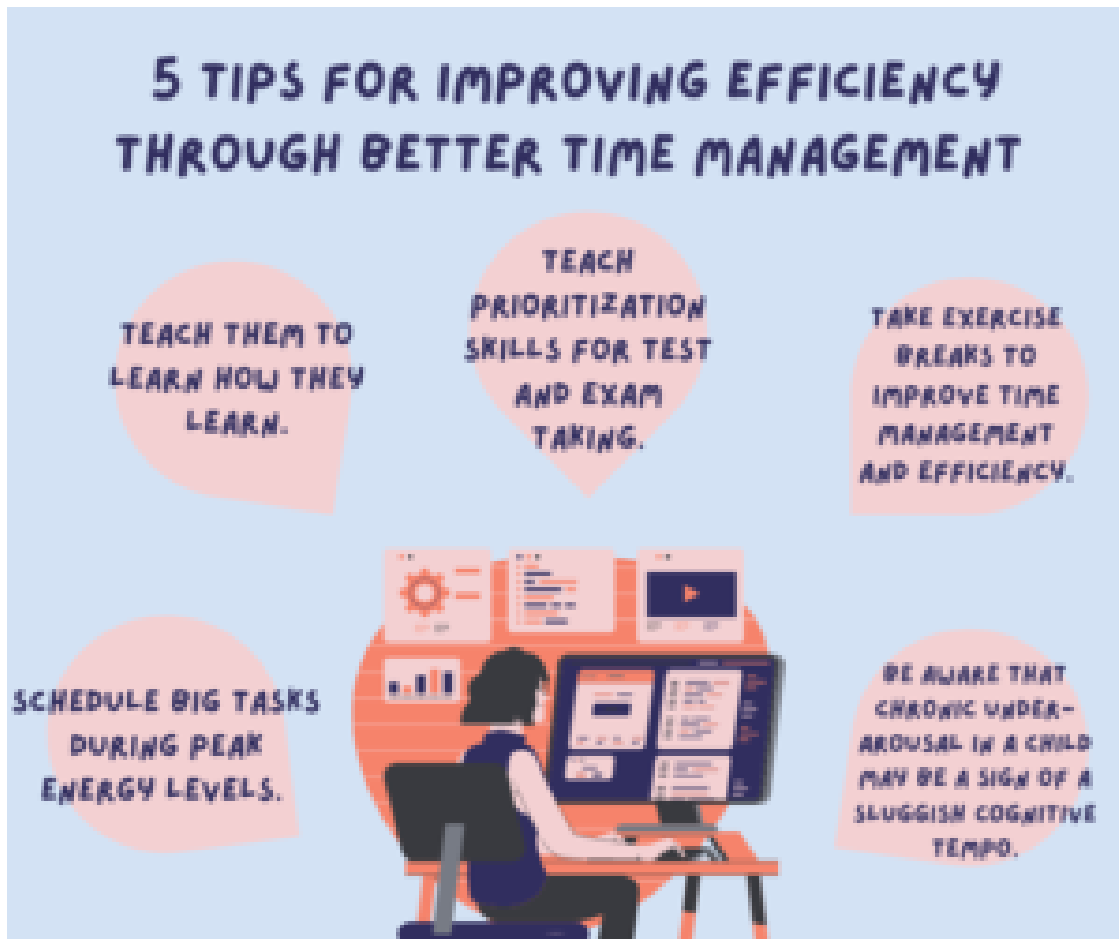 5 TIPS FOR IMPROVING EFFICIENCY
THROUGH BETTER TIME MANAGEMENT
TEACH THEM TO
LEARN HOW THEY
LEARN.
TEACH
PRIORITIZATION
SKILLS FOR TEST
AND EXAM
TAKING.
TAKE EXERCISE
BREAKS TO
IMPROVE TIME
MANAGEMENT
AND EFFICIENCY.
SCHEDULE BIG TASKS
DURING PEAK
ENERGY LEVELS.
BE AWARE THAT
CHRONIC UNDER-
AROUSAL IN A CHILD
MAY BE A SIGN OF A
SLUGGISH COGNITIVE
TEMPO.